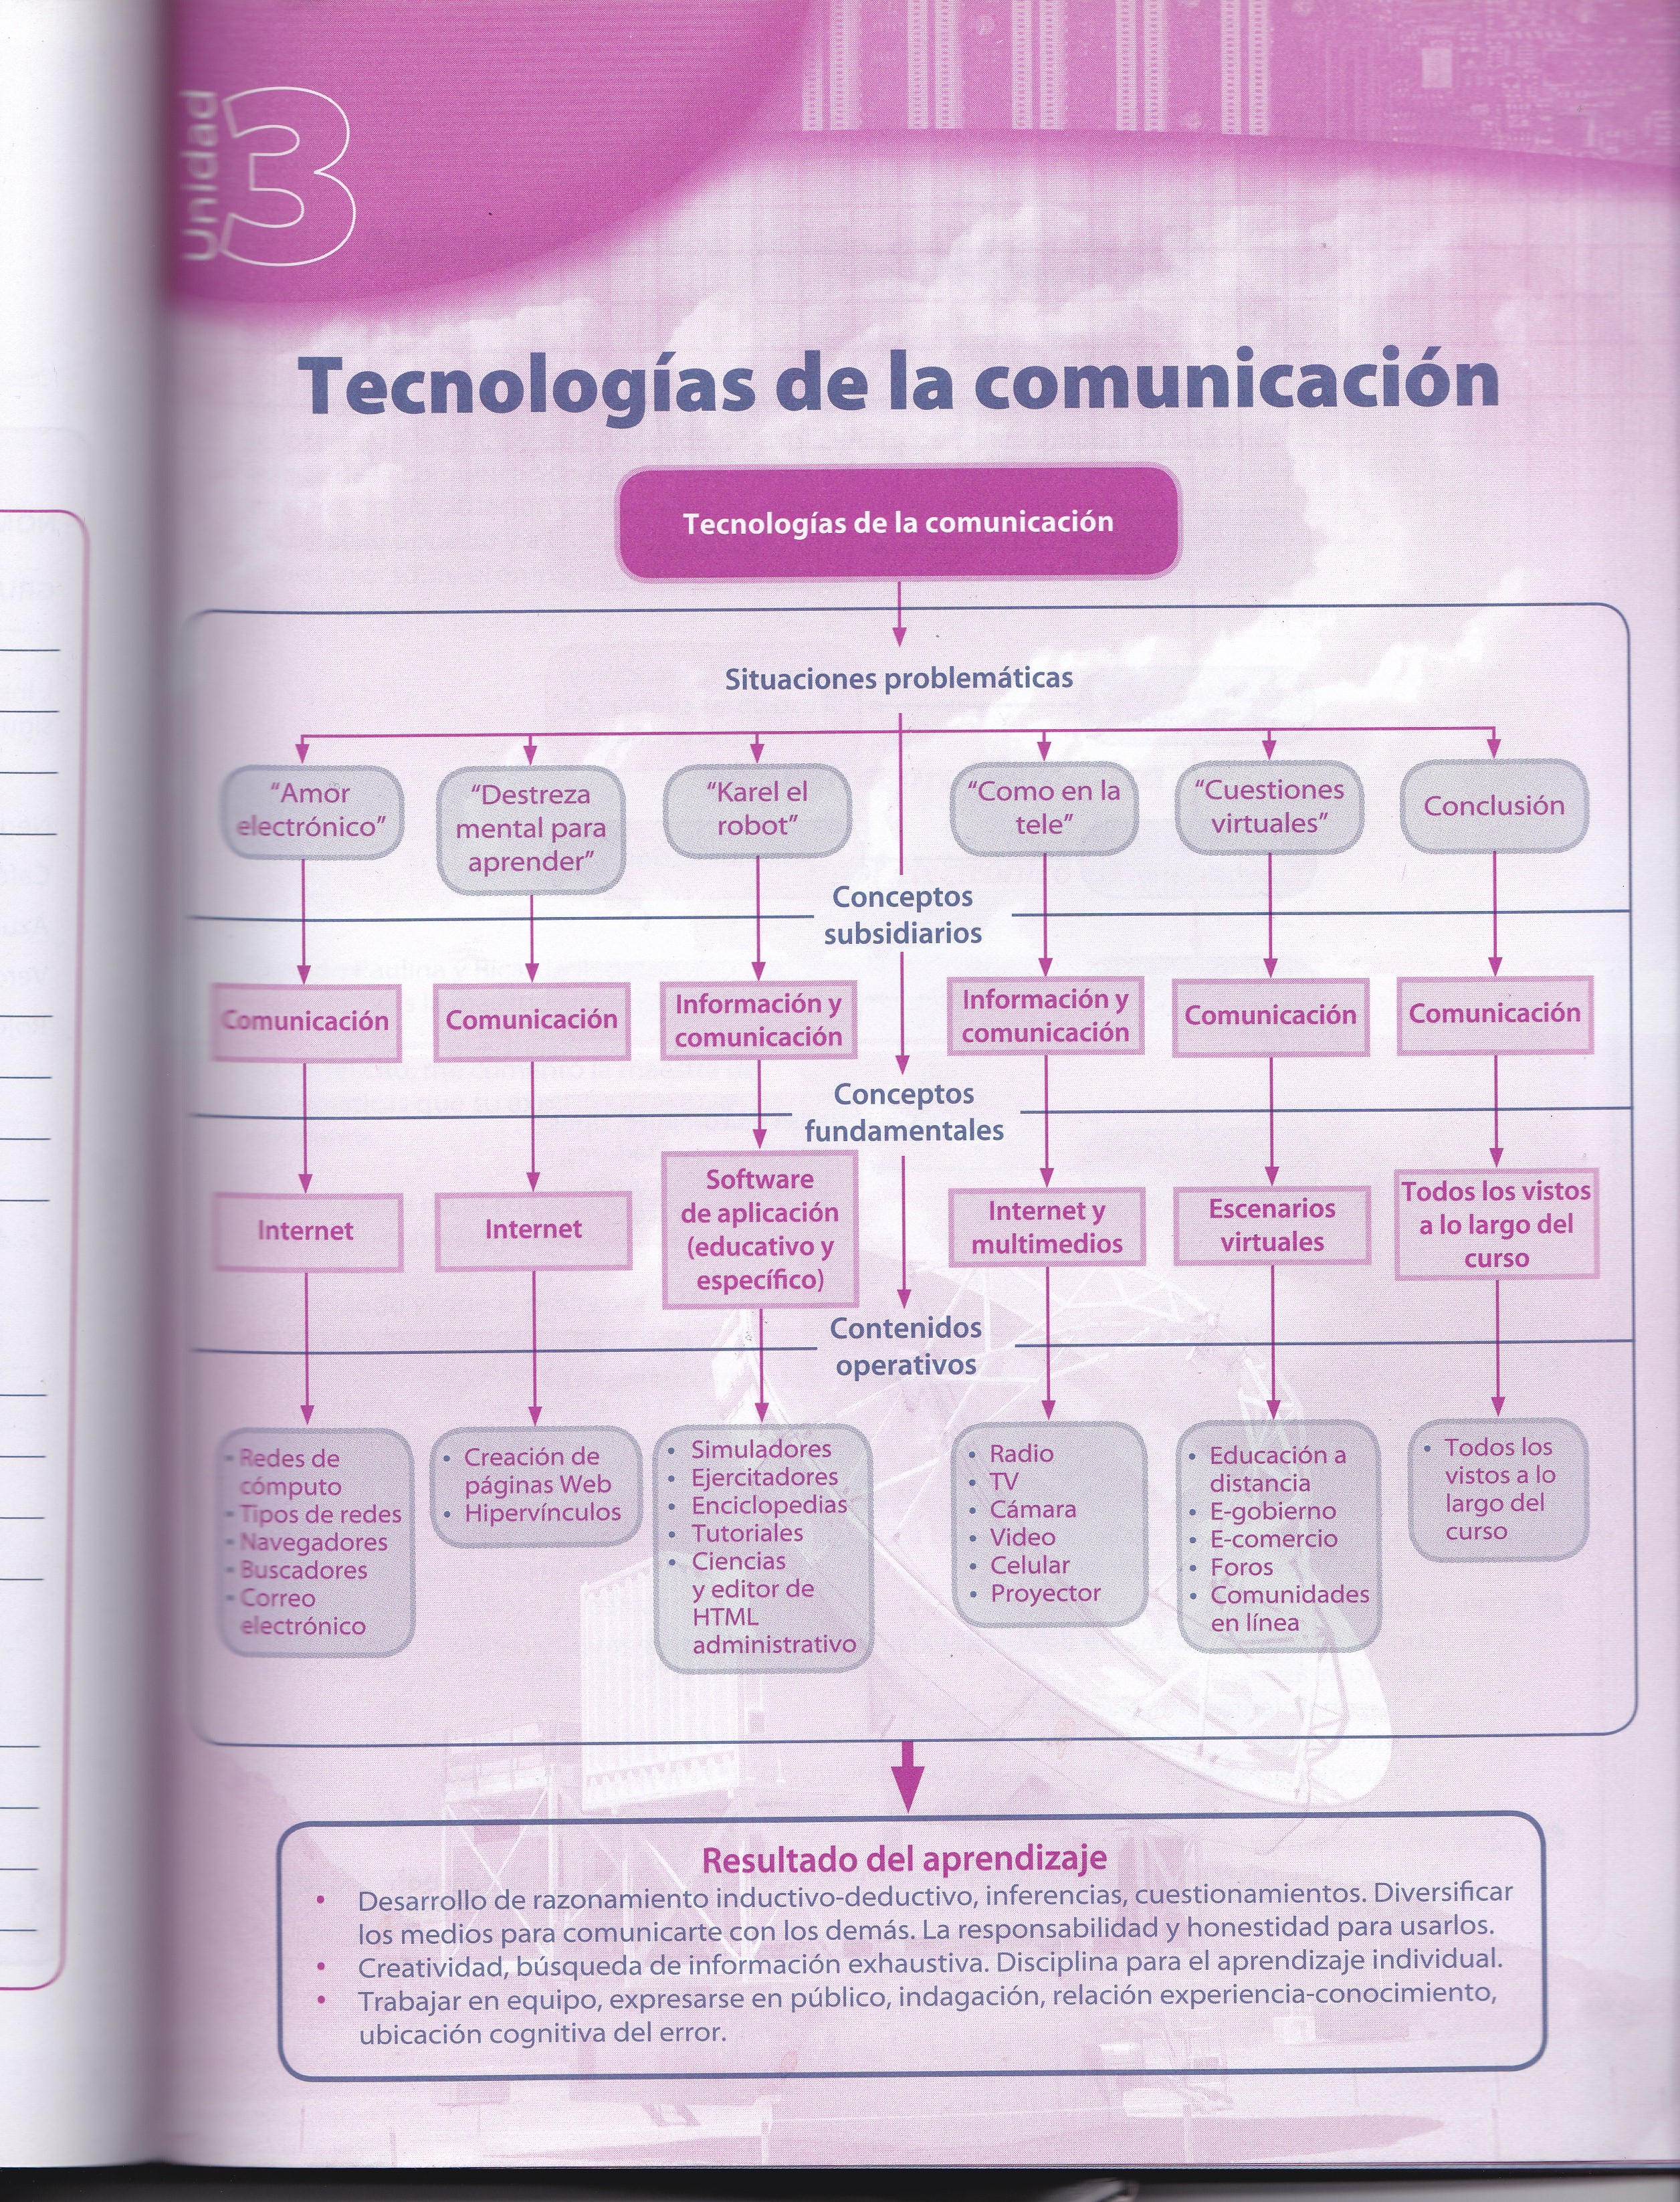 Unidad
3
Tecnologías de la comunicación
Tecnologías de la comunicación
Situaciones problemáticas
“Amor
electrónico”
“Destreza
mental para
aprender”
“Karel el
robot”
“Como en la
tele”
“Cuestiones
virtuales”
Conclusión
Conceptos
subsidiarios
Comunicación
Comunicación
Información y
comunicación
Información y
comunicación
Comunicación
Comunicación
Conceptos
fundamentales
Internet
Internet
Software
de aplicación
(educativo y
específico)
Internet y
multimedios
Escenarios
virtuales
Todos los vistos
a lo largo del
curso
Contenidos
operativos
- Redes de
cómputo
- Tipos de redes
- Navegadores
- Buscadores
- Correo
electrónico
• Creación de
páginas Web
• Hipervínculos
• Simuladores
• Ejercitadores
• Enciclopedias
• Tutoriales
• Ciencias
y editor de
HTML
administrativo
• Radio
• TV
• Cámara
• Video
• Celular
• Proyector
• Educación a
distancia
• E-gobierno
• E-comercio
• Foros
• Comunidades
en línea
• Todos los
vistos a lo
largo del
curso
Resultado del aprendizaje
• Desarrollo de razonamiento inductivo-deductivo, inferencias, cuestionamientos. Diversificar
los medios para comunicarte con los demás. La responsabilidad y honestidad para usarlos.
• Creatividad, búsqueda de información exhaustiva. Disciplina para el aprendizaje individual.
• Trabajar en equipo, expresarse en público, indagación, relación experiencia-conocimiento,
ubicación cognitiva del error.